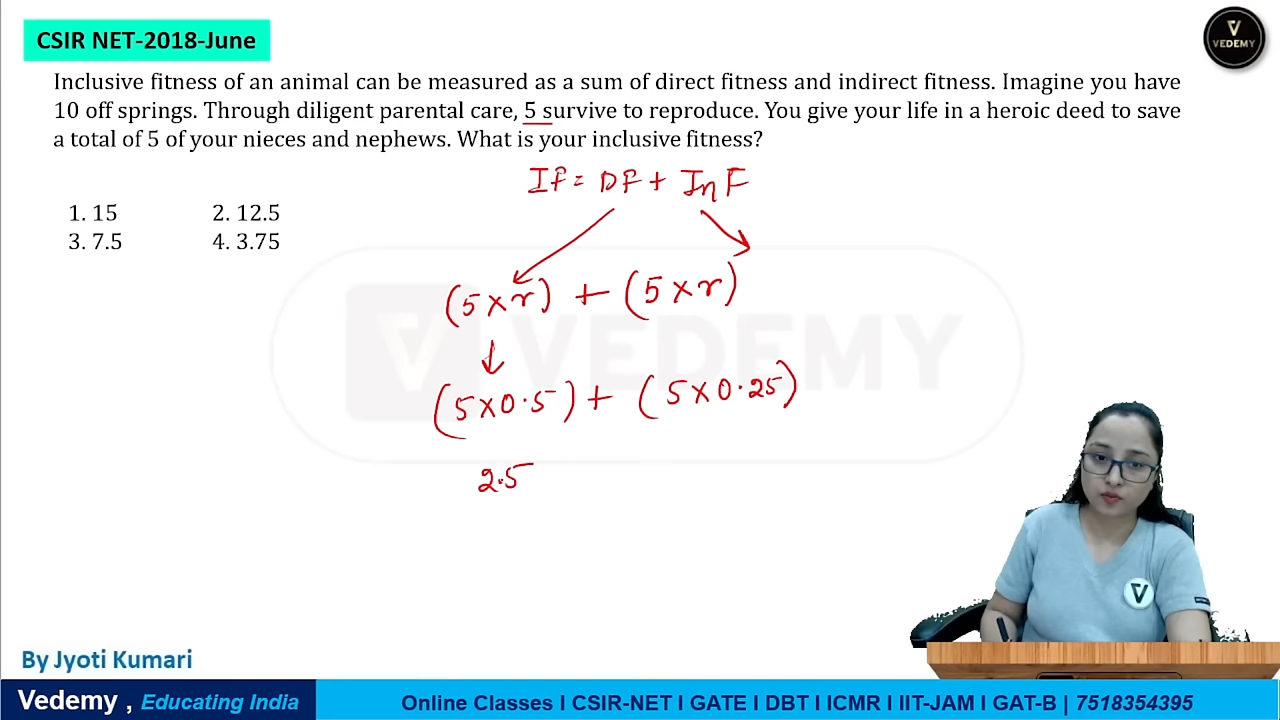 CSIR NET-2018-June
VEDEMY
Inclusive fitness of an animal can be measured as a sum of direct fitness and indirect fitness. Imagine you have
10 off springs. Through diligent parental care, 5 survive to reproduce. You give your life in a heroic deed to save
a total of 5 of your nieces and nephews. What is your inclusive fitness?
IF = DF + InF
1. 15 2. 12.5
3. 7.5 4. 3.75
(5×r) + (5×r)
VEDEMY
(5×0.5) + (5×0.25)
2.5
By Jyoti Kumari
Vedemy , Educating India
Online Classes I CSIR-NET I GATE I DBT I ICMR I IIT-JAM I GAT-B | 7518354395